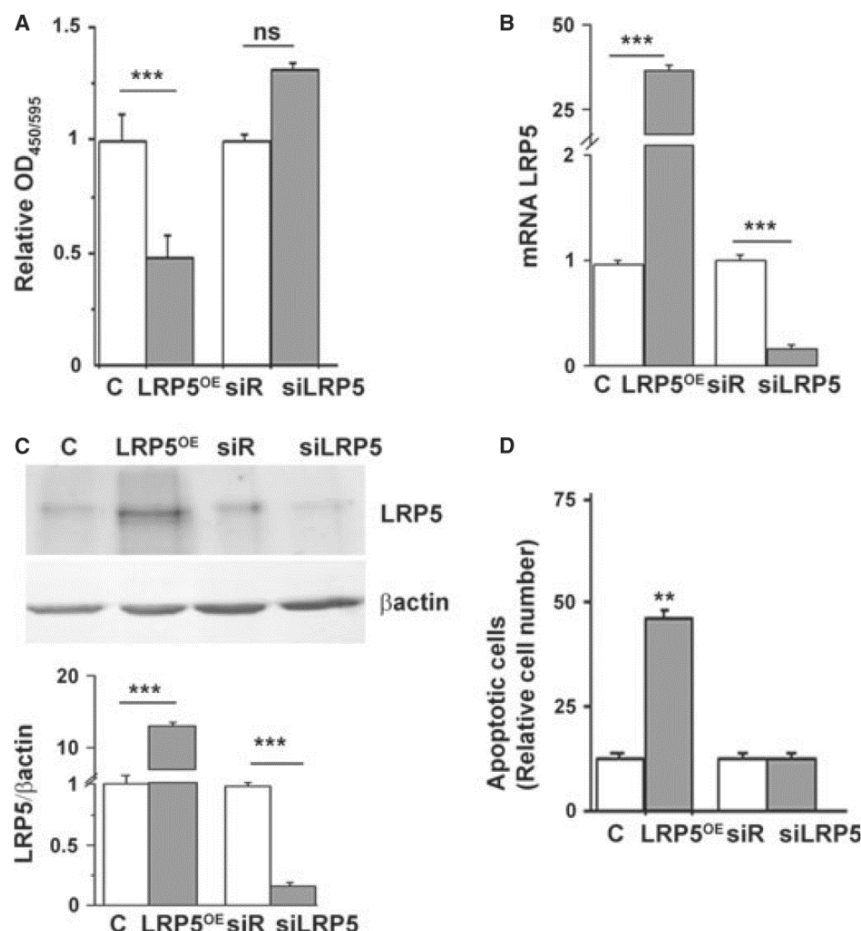 A
1.5
1
0.5
0
Relative OD450/595
***
ns
C LRP5OE siR siLRP5
B
50
25
2
1
0
mRNA LRP5
***
***
C LRP5OE siR siLRP5
C
C LRP5OE siR siLRP5
LRP5
βactin
20
10
1
0.5
0
LRP5/βactin
***
***
C LRP5OE siR siLRP5
D
75
50
25
0
Apoptotic cells
(Relative cell number)
**
C LRP5OE siR siLRP5